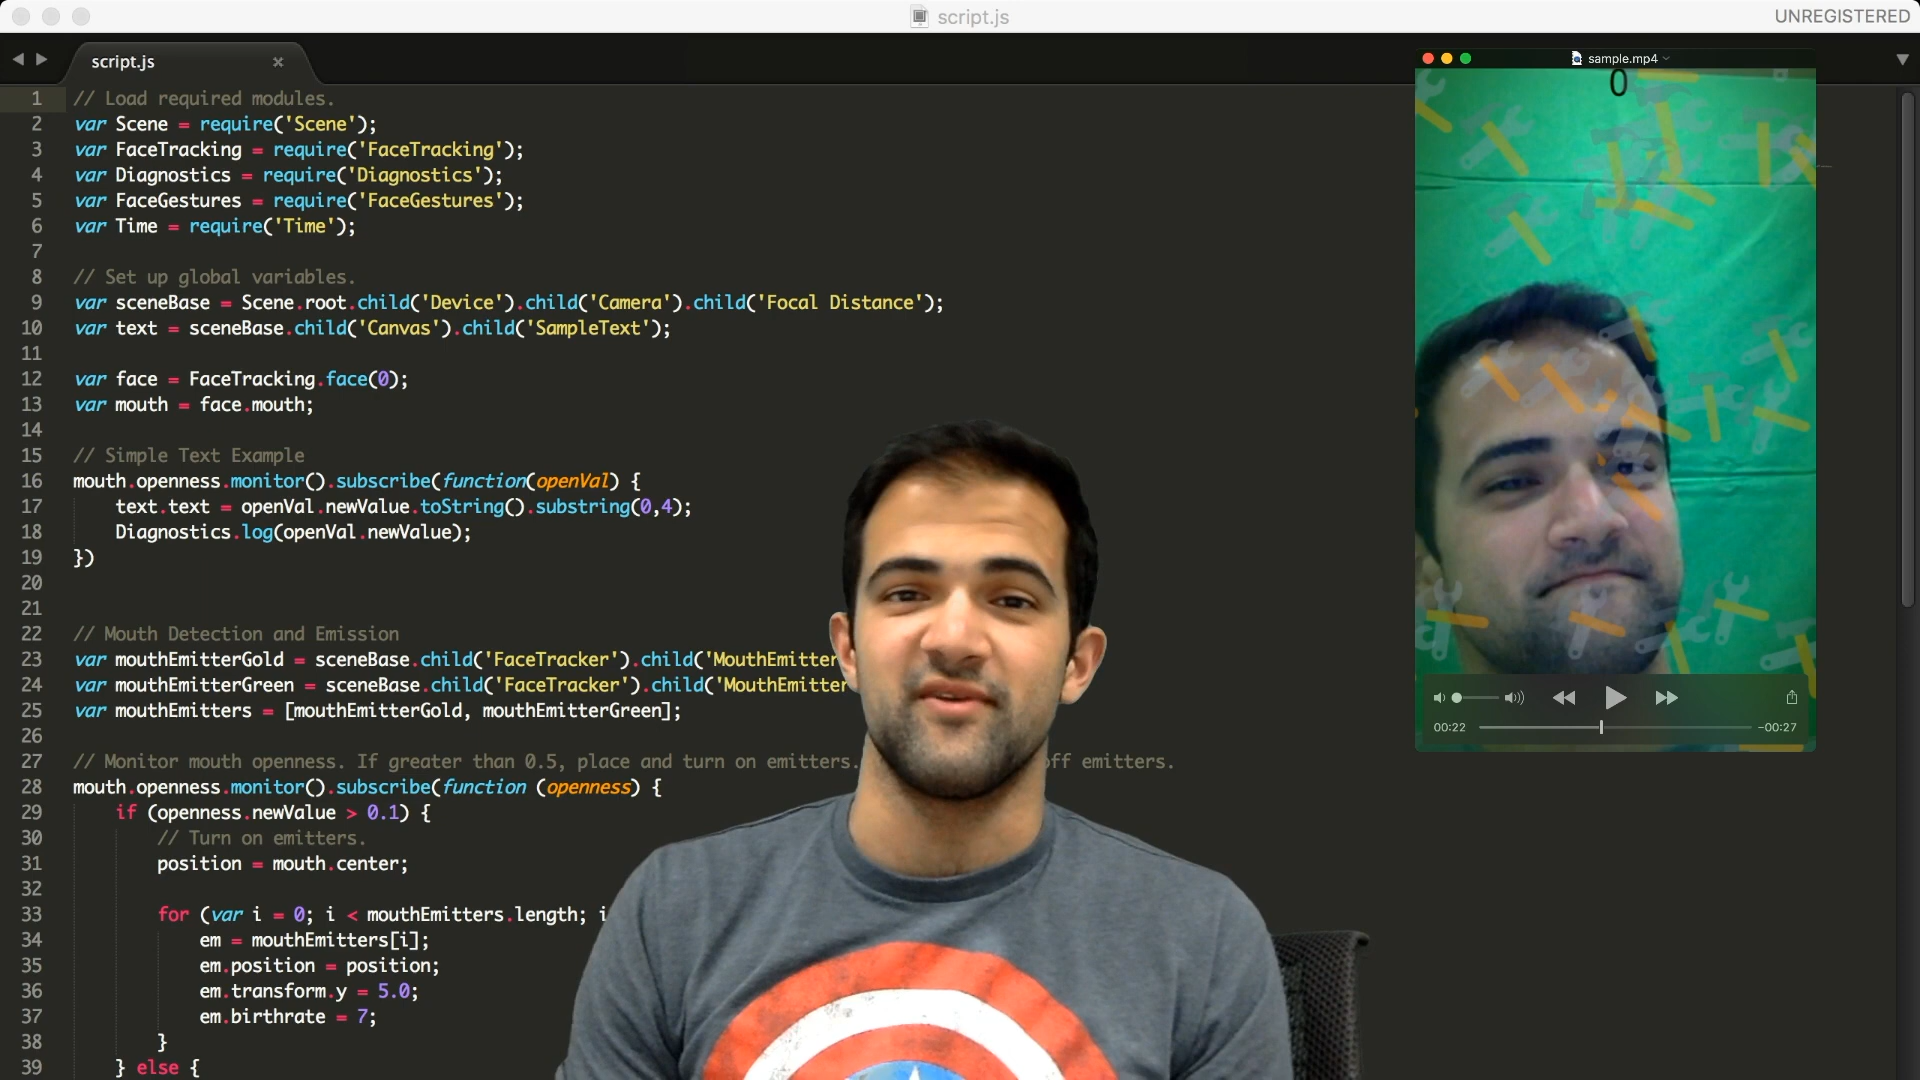 script.js
UNREGISTERED
script.js
sample.mp4
0
1 // Load required modules.
2 var Scene = require('Scene');
3 var FaceTracking = require('FaceTracking');
4 var Diagnostics = require('Diagnostics');
5 var FaceGestures = require('FaceGestures');
6 var Time = require('Time');
7
8 // Set up global variables.
9 var sceneBase = Scene.root.child('Device').child('Camera').child('Focal Distance');
10 var text = sceneBase.child('Canvas').child('SampleText');
11
12 var face = FaceTracking.face(0);
13 var mouth = face.mouth;
14
15 // Simple Text Example
16 mouth.openness.monitor().subscribe(function(openVal) {
17 text.text = openVal.newValue.toString().substring(0,4);
18 Diagnostics.log(openVal.newValue);
19 })
20
21
22 // Mouth Detection and Emission
23 var mouthEmitterGold = sceneBase.child('FaceTracker').child('MouthEmitter
24 var mouthEmitterGreen = sceneBase.child('FaceTracker').child('MouthEmitter
25 var mouthEmitters = [mouthEmitterGold, mouthEmitterGreen];
26
27 // Monitor mouth openness. If greater than 0.5, place and turn on emitters. off emitters.
28 mouth.openness.monitor().subscribe(function (openness) {
29 if (openness.newValue > 0.1) {
30 // Turn on emitters.
31 position = mouth.center;
32
33 for (var i = 0; i < mouthEmitters.length; i
34 em = mouthEmitters[i];
35 em.position = position;
36 em.transform.y = 5.0;
37 em.birthrate = 7;
38 }
39 } else {
00:22
-00:27